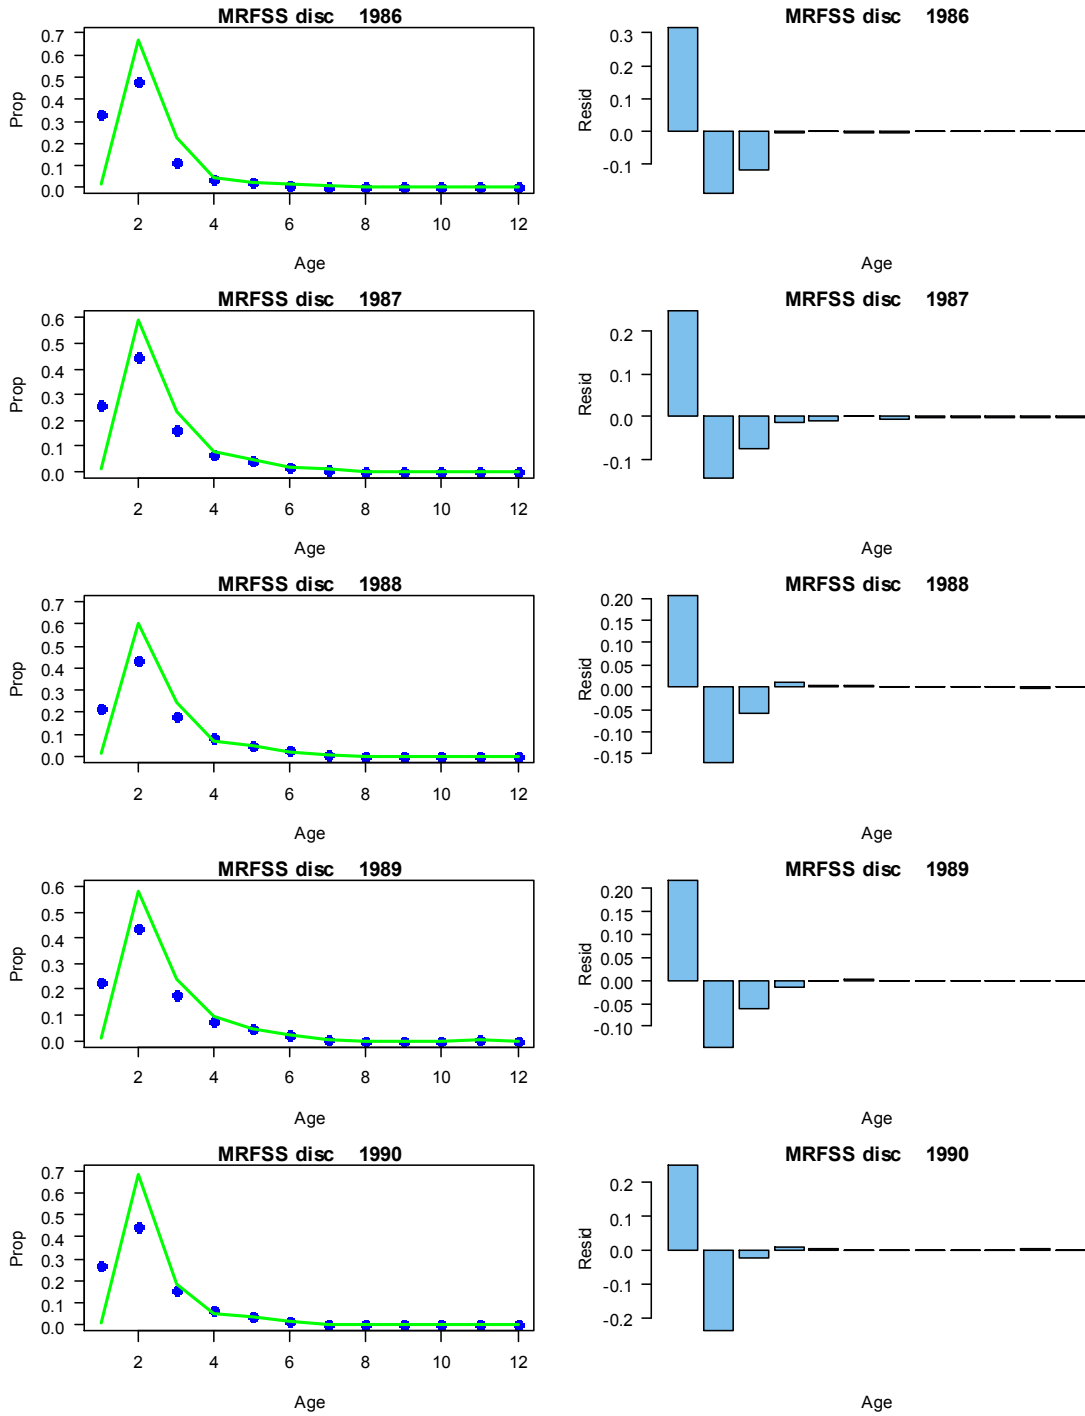 MRFSS disc 1986
0.7
0.6
0.5
0.4
0.3
0.2
0.1
0.0
Prop
2 4 6 8 10 12
Age
MRFSS disc 1986
0.3
0.2
0.1
0.0
-0.1
Resid
Age
MRFSS disc 1987
0.6
0.5
0.4
0.3
0.2
0.1
0.0
Prop
2 4 6 8 10 12
Age
MRFSS disc 1987
0.2
0.1
0.0
-0.1
Resid
Age
MRFSS disc 1988
0.7
0.6
0.5
0.4
0.3
0.2
0.1
0.0
Prop
2 4 6 8 10 12
Age
MRFSS disc 1988
0.20
0.15
0.10
0.05
0.00
-0.05
-0.10
-0.15
Resid
Age
MRFSS disc 1989
0.6
0.5
0.4
0.3
0.2
0.1
0.0
Prop
2 4 6 8 10 12
Age
MRFSS disc 1989
0.20
0.15
0.10
0.05
0.00
-0.05
-0.10
Resid
Age
MRFSS disc 1990
0.7
0.6
0.5
0.4
0.3
0.2
0.1
0.0
Prop
2 4 6 8 10 12
Age
MRFSS disc 1990
0.2
0.1
0.0
-0.1
-0.2
Resid
Age